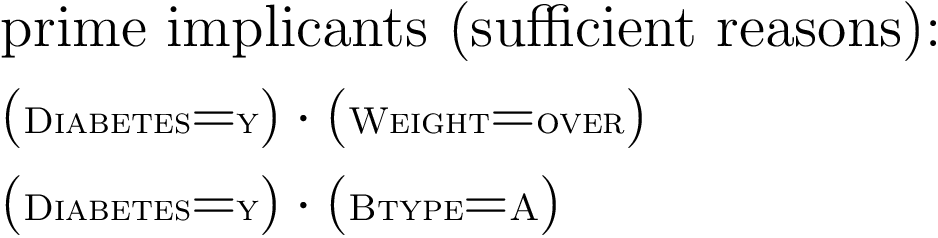 prime implicants (sufficient reasons):
(Diabetes=y) · (Weight=over)
(Diabetes=y) · (Btype=A)